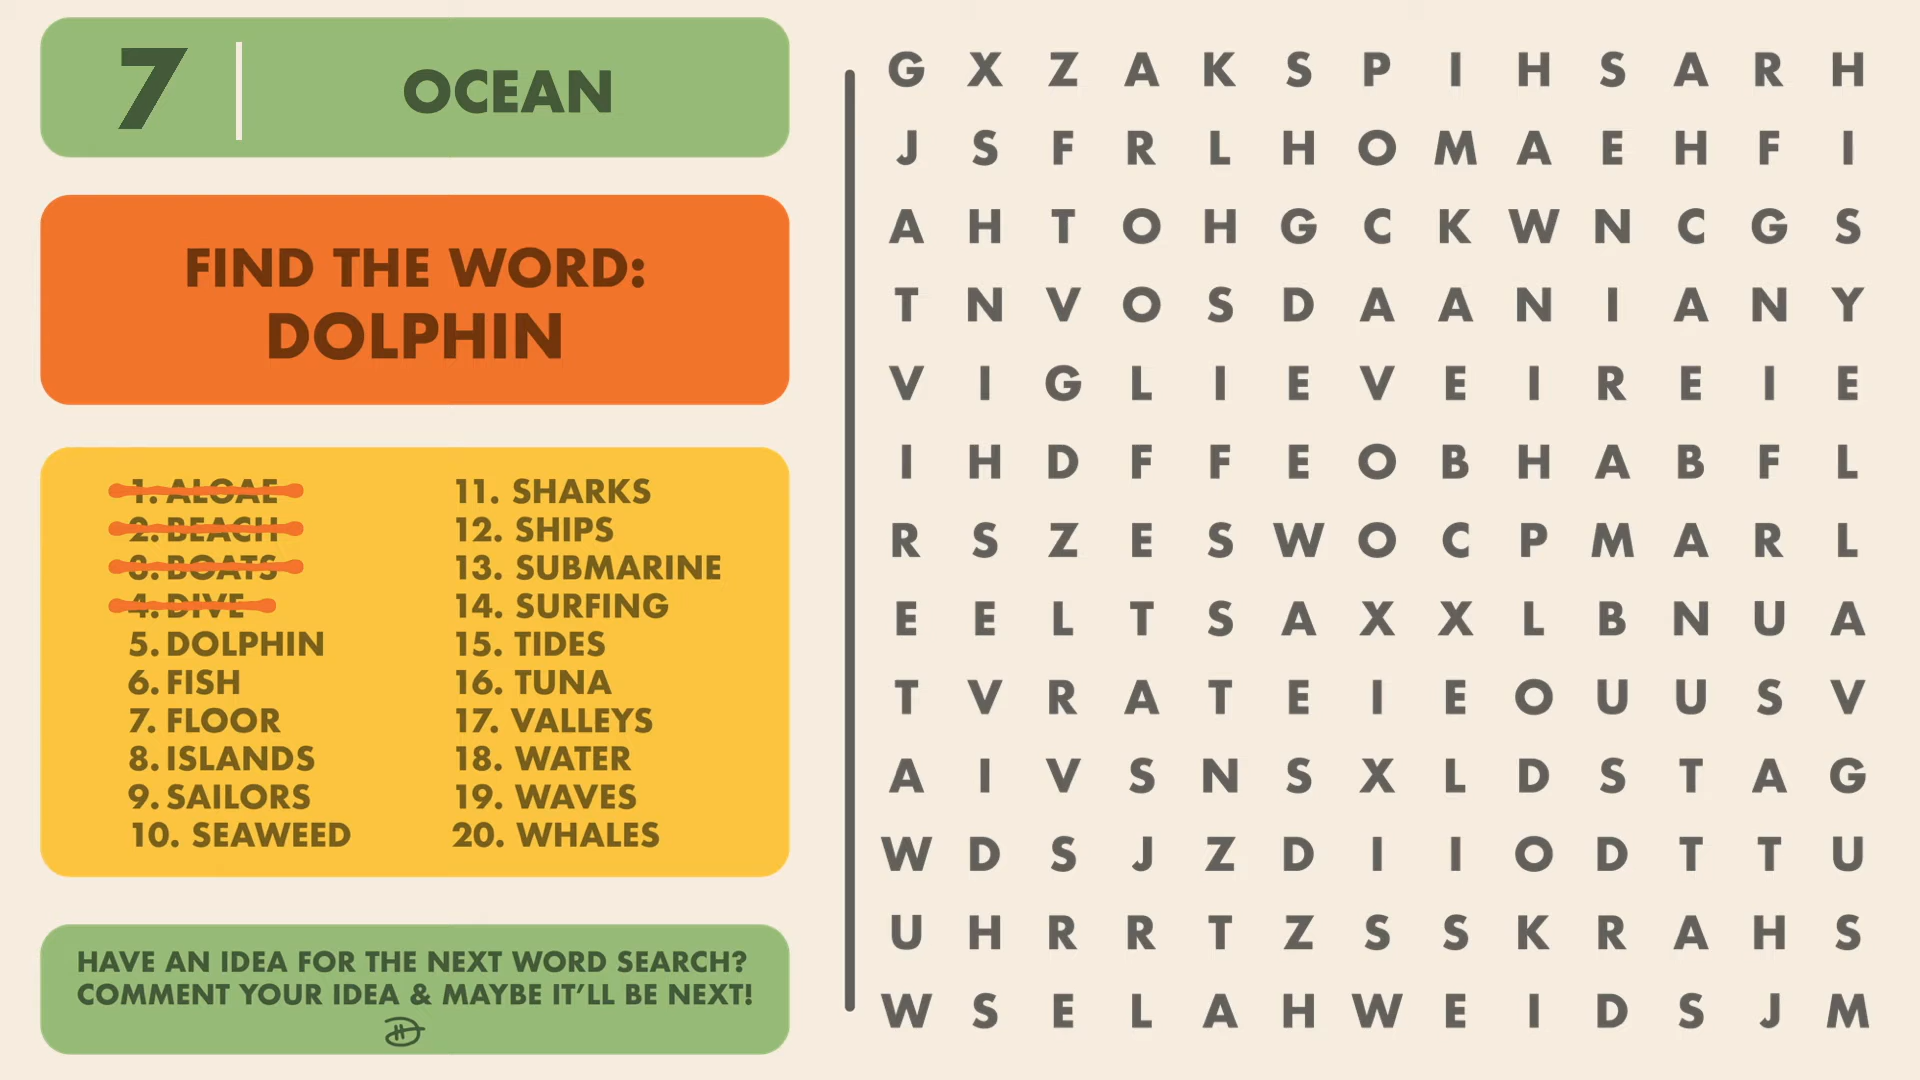 7 OCEAN
FIND THE WORD:
DOLPHIN
1. ALGAE
2. BEACH
3. BOATS
4. DIVE
5. DOLPHIN
6. FISH
7. FLOOR
8. ISLANDS
9. SAILORS
10. SEAWEED
11. SHARKS
12. SHIPS
13. SUBMARINE
14. SURFING
15. TIDES
16. TUNA
17. VALLEYS
18. WATER
19. WAVES
20. WHALES
HAVE AN IDEA FOR THE NEXT WORD SEARCH?
COMMENT YOUR IDEA & MAYBE IT'LL BE NEXT!
G X Z A K S P I H S A R H
J S F R L H O M A E H F I
A H T O H G C K W N C G S
T N V O S D A A N I A N Y
V I G L I E V E I R E I E
I H D F F E O B H A B F L
R S Z E S W O C P M A R L
E E L T S A X X L B N U A
T V R A T E I E O U U S V
A I V S N S X L D S T A G
W D S J Z D I I O D T T U
U H R R T Z S S K R A H S
W S E L A H W E I D S J M